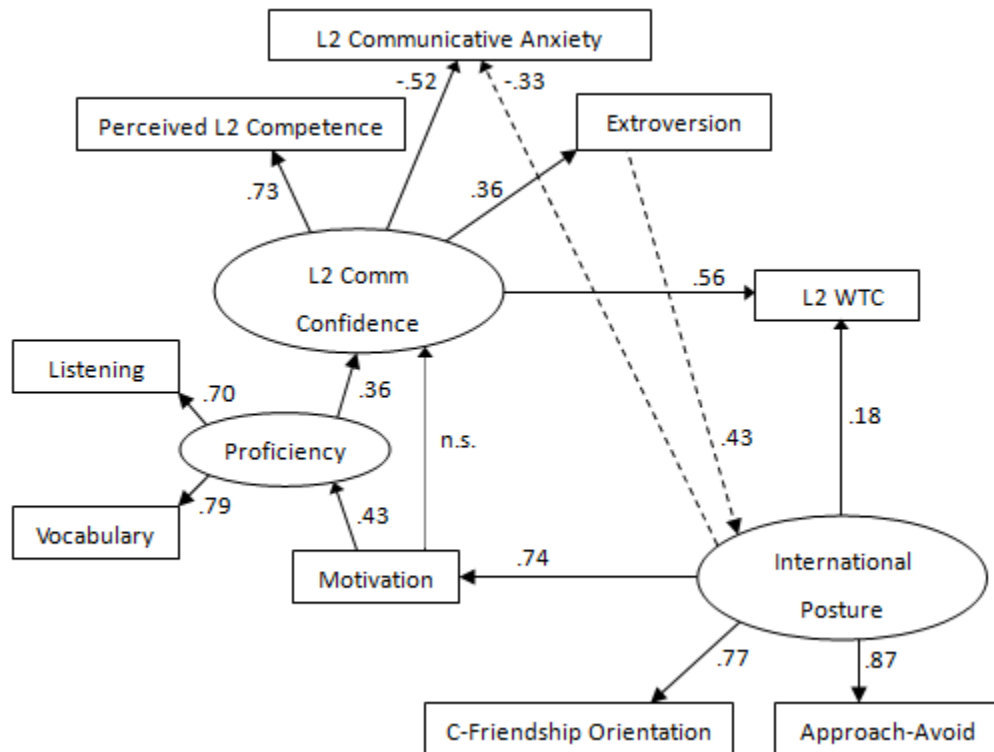 L2 Communicative Anxiety
-.52
-.33
Perceived L2 Competence
Extroversion
.73
.36
L2 Comm
Confidence
.56
L2 WTC
Listening
.70
.36
n.s.
.43
.18
Proficiency
.79
.43
Vocabulary
Motivation
.74
International
Posture
.77
.87
C-Friendship Orientation
Approach-Avoid